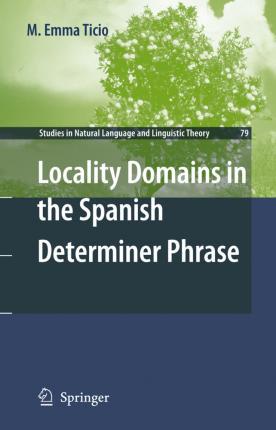 M. Emma Ticio
Studies in Natural Language and Linguistic Theory 79
Locality Domains in
the Spanish
Determiner Phrase
Springer